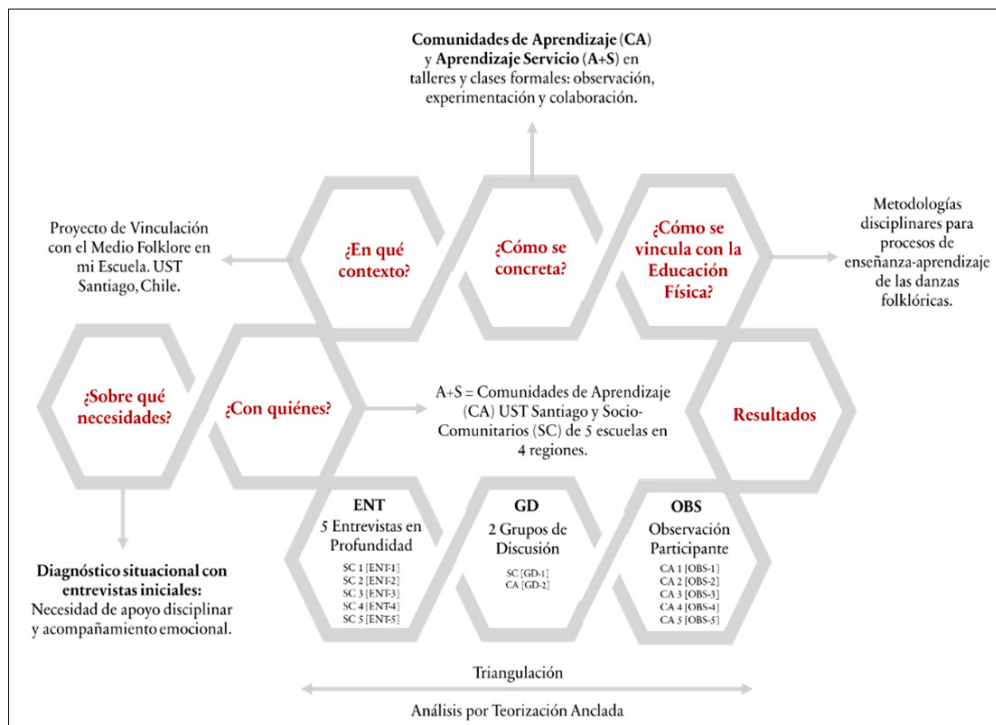 Comunidades de Aprendizaje (CA)
y Aprendizaje Servicio (A+S) en
talleres y clases formales: observación,
experimentación y colaboración.
Proyecto de Vinculación
con el Medio Folklore en
mi Escuela. UST
Santiago, Chile.
¿En qué
contexto?
¿Cómo se
concreta?
¿Cómo se
vincula con la
Educación
Física?
Metodologías
disciplinares para
procesos de
enseñanza-aprendizaje
de las danzas
folklóricas.
¿Sobre qué
necesidades?
¿Con quiénes?
A+S = Comunidades de Aprendizaje
(CA) UST Santiago y Socio-
Comunitarios (SC) de 5 escuelas en
4 regiones.
Resultados
Diagnóstico situacional con
entrevistas iniciales:
Necesidad de apoyo disciplinar
y acompañamiento emocional.
ENT
5 Entrevistas en
Profundidad
SC 1 [ENT-1]
SC 2 [ENT-2]
SC 3 [ENT-3]
SC 4 [ENT-4]
SC 5 [ENT-5]
GD
2 Grupos de
Discusión
SC [GD-1]
CA [GD-2]
OBS
Observación
Participante
CA 1 [OBS-1]
CA 2 [OBS-2]
CA 3 [OBS-3]
CA 4 [OBS-4]
CA 5 [OBS-5]
Triangulación
Análisis por Teorización Anclada